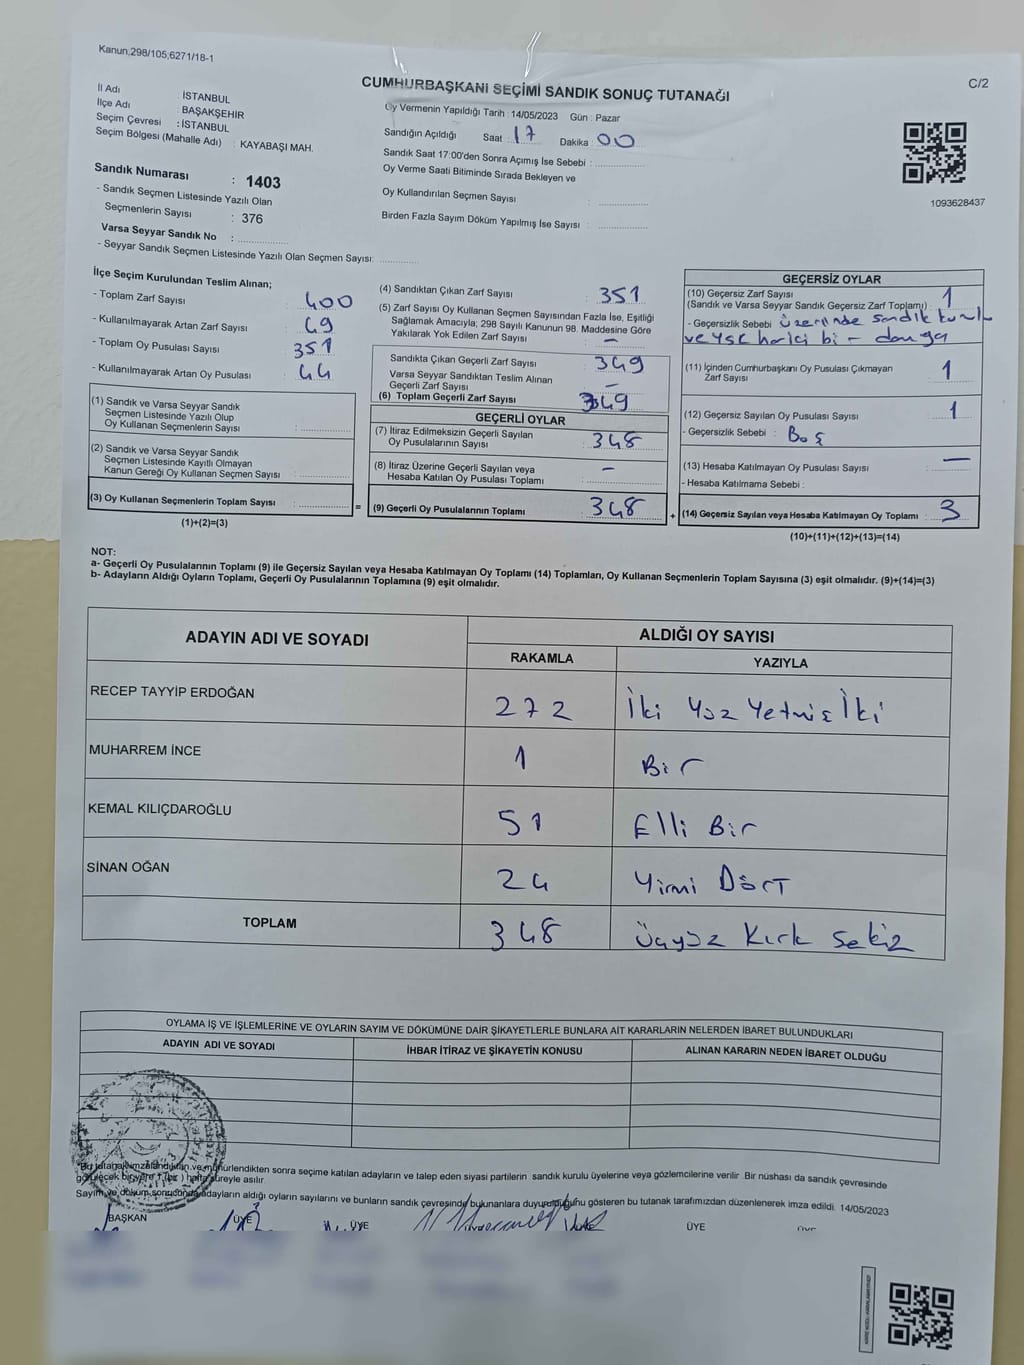 Kanun;298/105;6271/18-1
C/2
CUMHURBAŞKANI SEÇİMİ SANDIK SONUÇ TUTANAĞI
İl Adı : İSTANBUL
İlçe Adı : BAŞAKŞEHİR
Seçim Çevresi : İSTANBUL
Seçim Bölgesi (Mahalle Adı) : KAYABAŞI MAH.
Sandık Numarası : 1403
- Sandık Seçmen Listesinde Yazılı Olan
Seçmenlerin Sayısı : 376
Varsa Seyyar Sandık No :
- Seyyar Sandık Seçmen Listesinde Yazılı Olan Seçmen Sayısı:
Oy Vermenin Yapıldığı Tarih : 14/05/2023 Gün : Pazar
Sandığın Açıldığı Saat : 17 Dakika : 00
Sandık Saat 17:00'den Sonra Açımış İse Sebebi :
Oy Verme Saati Bitiminde Sırada Bekleyen ve
Oy Kullandırılan Seçmen Sayısı :
Birden Fazla Sayım Döküm Yapılmış İse Sayısı :
1093628437
İlçe Seçim Kurulundan Teslim Alınan;
- Toplam Zarf Sayısı : 400
- Kullanılmayarak Artan Zarf Sayısı : 49
- Toplam Oy Pusulası Sayısı : 351
- Kullanılmayarak Artan Oy Pusulası : 44
(1) Sandık ve Varsa Seyyar Sandık
Seçmen Listesinde Yazılı Olup
Oy Kullanan Seçmenlerin Sayısı :
(2) Sandık ve Varsa Seyyar Sandık
Seçmen Listesinde Kayıtlı Olmayan
Kanun Gereği Oy Kullanan Seçmen Sayısı :
(3) Oy Kullanan Seçmenlerin Toplam Sayısı :
(1)+(2)=(3)
=
(4) Sandıktan Çıkan Zarf Sayısı : 351
(5) Zarf Sayısı Oy Kullanan Seçmen Sayısından Fazla İse, Eşitliği
Sağlamak Amacıyla; 298 Sayılı Kanunun 98. Maddesine Göre
Yakılarak Yok Edilen Zarf Sayısı : —
Sandıkta Çıkan Geçerli Zarf Sayısı : 349
Varsa Seyyar Sandıktan Teslim Alınan
Geçerli Zarf Sayısı : —
(6) Toplam Geçerli Zarf Sayısı : 349
GEÇERLİ OYLAR
(7) İtiraz Edilmeksizin Geçerli Sayılan
Oy Pusulalarının Sayısı : 348
(8) İtiraz Üzerine Geçerli Sayılan veya
Hesaba Katılan Oy Pusulası Toplamı : —
(9) Geçerli Oy Pusulalarının Toplamı : 348
+
GEÇERSİZ OYLAR
(10) Geçersiz Zarf Sayısı
(Sandık ve Varsa Seyyar Sandık Geçersiz Zarf Toplamı) : 1
- Geçersizlik Sebebi : üzerinde sandık kurulu
ve ysk harici bir damga
(11) İçinden Cumhurbaşkanı Oy Pusulası Çıkmayan
Zarf Sayısı : 1
(12) Geçersiz Sayılan Oy Pusulası Sayısı : 1
- Geçersizlik Sebebi : Boş
(13) Hesaba Katılmayan Oy Pusulası Sayısı : —
- Hesaba Katılmama Sebebi :
(14) Geçersiz Sayılan veya Hesaba Katılmayan Oy Toplamı : 3
(10)+(11)+(12)+(13)=(14)
NOT:
a- Geçerli Oy Pusulalarının Toplamı (9) ile Geçersiz Sayılan veya Hesaba Katılmayan Oy Toplamı (14) Toplamları, Oy Kullanan Seçmenlerin Toplam Sayısına (3) eşit olmalıdır. (9)+(14)=(3)
b- Adayların Aldığı Oyların Toplamı, Geçerli Oy Pusulalarının Toplamına (9) eşit olmalıdır.
ADAYIN ADI VE SOYADI
ALDIĞI OY SAYISI
RAKAMLA YAZIYLA
RECEP TAYYİP ERDOĞAN 272 İki Yüz Yetmiş İki
MUHARREM İNCE 1 Bir
KEMAL KILIÇDAROĞLU 51 Elli Bir
SİNAN OĞAN 24 Yirmi Dört
TOPLAM 348 Üçyüz Kırk Sekiz
OYLAMA İŞ VE İŞLEMLERİNE VE OYLARIN SAYIM VE DÖKÜMÜNE DAİR ŞİKAYETLERLE BUNLARA AİT KARARLARIN NELERDEN İBARET BULUNDUKLARI
ADAYIN ADI VE SOYADI İHBAR İTİRAZ VE ŞİKAYETİN KONUSU ALINAN KARARIN NEDEN İBARET OLDUĞU
Bu tutanak imzalandıktan ve mühürlendikten sonra seçime katılan adayların ve talep eden siyasi partilerin sandık kurulu üyelerine veya gözlemcilerine verilir. Bir nüshası da sandık çevresinde
görülecek bir yere 1 (bir) hafta süreyle asılır.
Sayım ve döküm sonucunda adayların aldığı oyların sayılarını ve bunların sandık çevresinde bulunanlara duyurulduğunu gösteren bu tutanak tarafımızdan düzenlenerek imza edildi. 14/05/2023
BAŞKAN ÜYE ÜYE ÜYE ÜYE